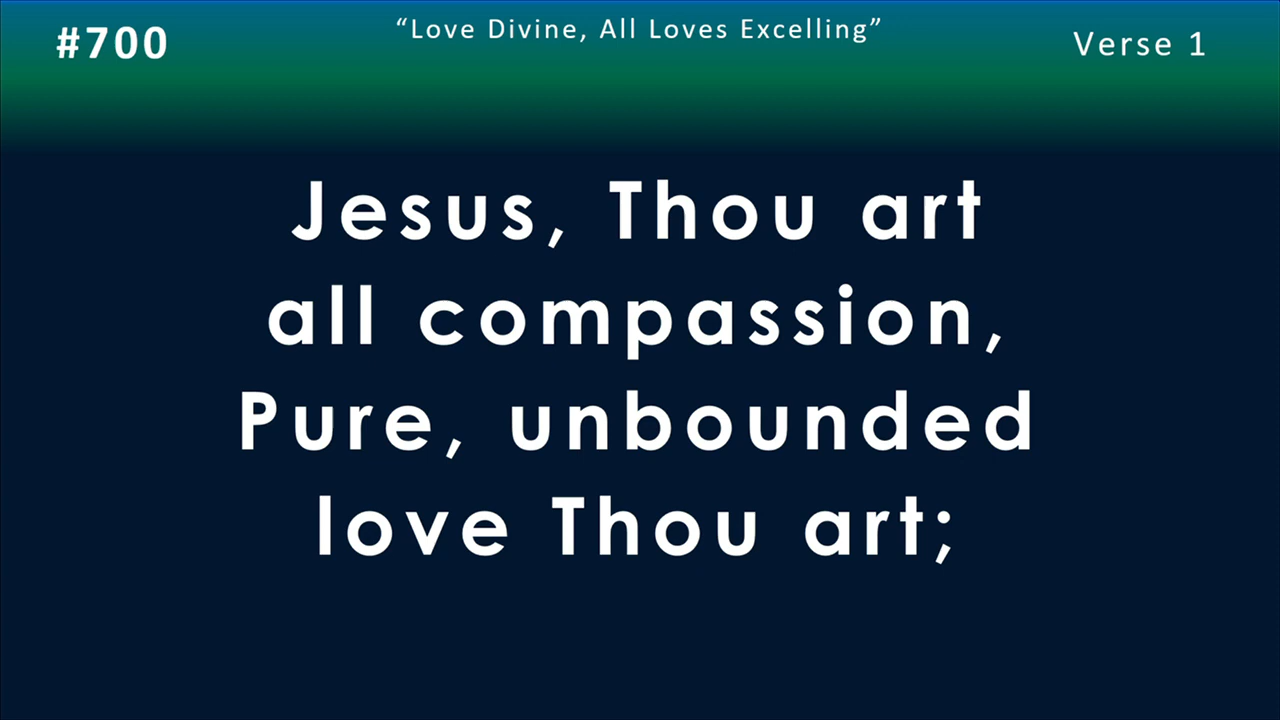 #700
“Love Divine, All Loves Excelling”
Verse 1
Jesus, Thou art
all compassion,
Pure, unbounded
love Thou art;